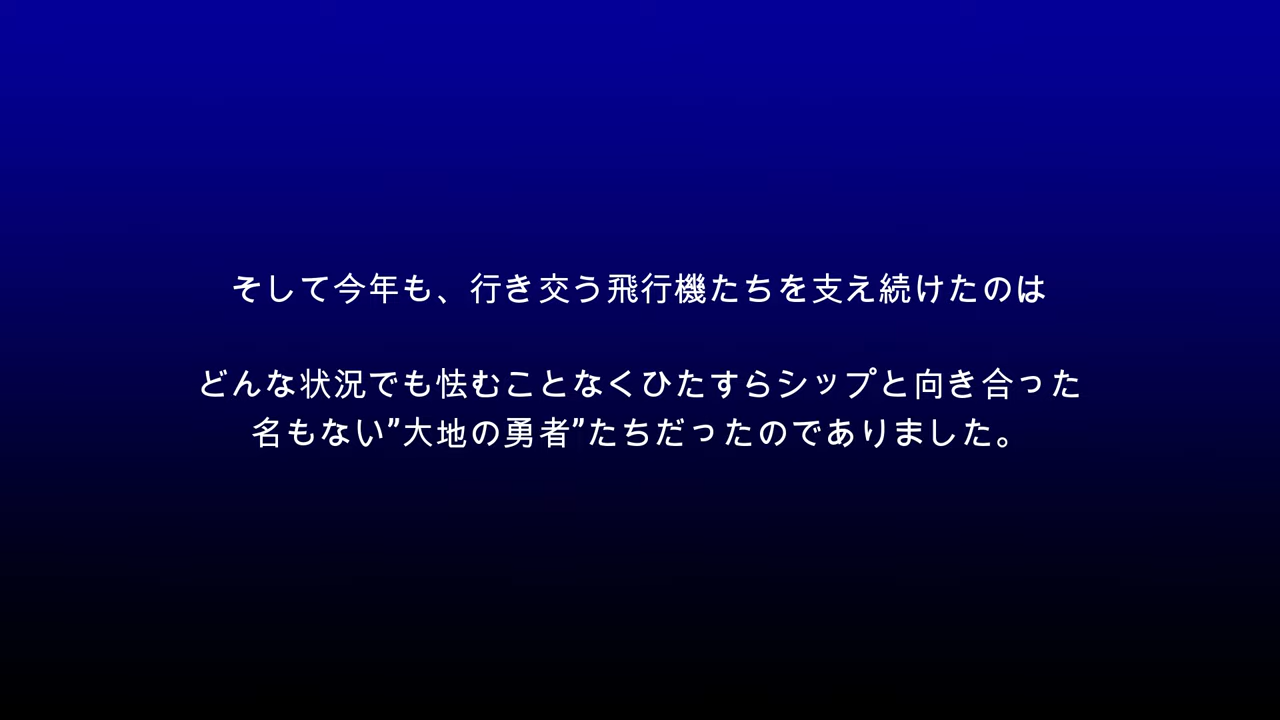 そして今年も、行き交う飛行機たちを支え続けたのは
どんな状況でも怯むことなくひたすらシップと向き合った
名もない”大地の勇者”たちだったのでありました。